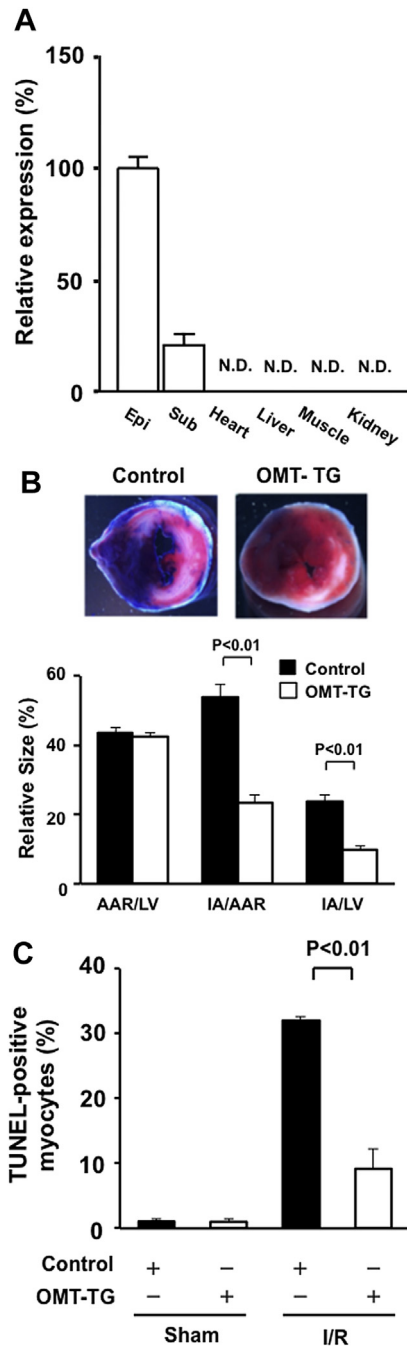 A
Relative expression (%)
150
100
50
0
N.D. N.D. N.D. N.D.
Epi Sub Heart Liver Muscle Kidney
B
Control OMT- TG
Relative Size (%)
60
40
20
0
P<0.01
Control
OMT-TG
P<0.01
AAR/LV IA/AAR IA/LV
C
TUNEL-positive
myocytes (%)
40
30
20
10
0
P<0.01
Control + − + −
OMT-TG − + − +
Sham I/R